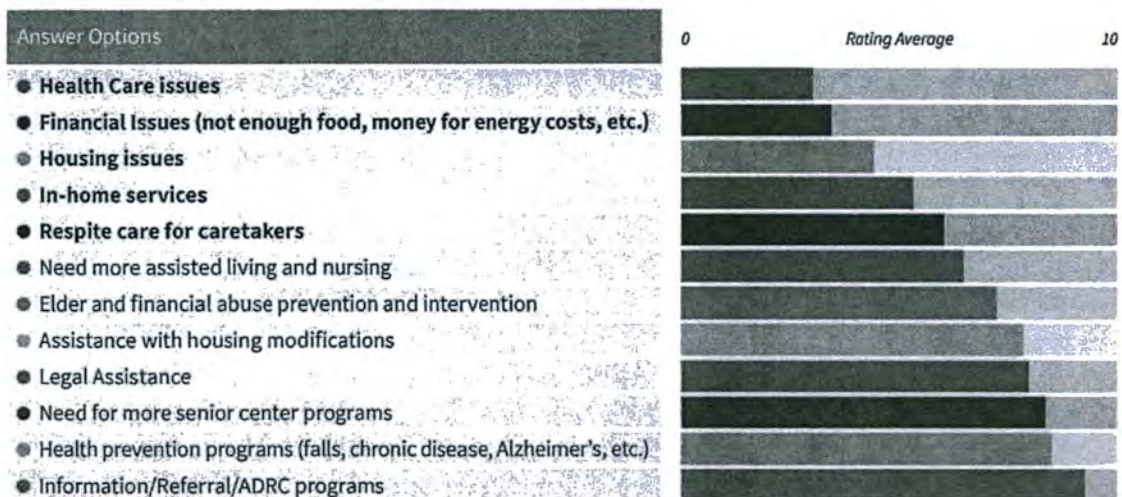 Answer Options
0 Rating Average 10
Health Care issues
Financial Issues (not enough food, money for energy costs, etc.)
Housing issues
In-home services
Respite care for caretakers
Need more assisted living and nursing
Elder and financial abuse prevention and intervention
Assistance with housing modifications
Legal Assistance
Need for more senior center programs
Health prevention programs (falls, chronic disease, Alzheimer's, etc.)
Information/Referral/ADRC programs